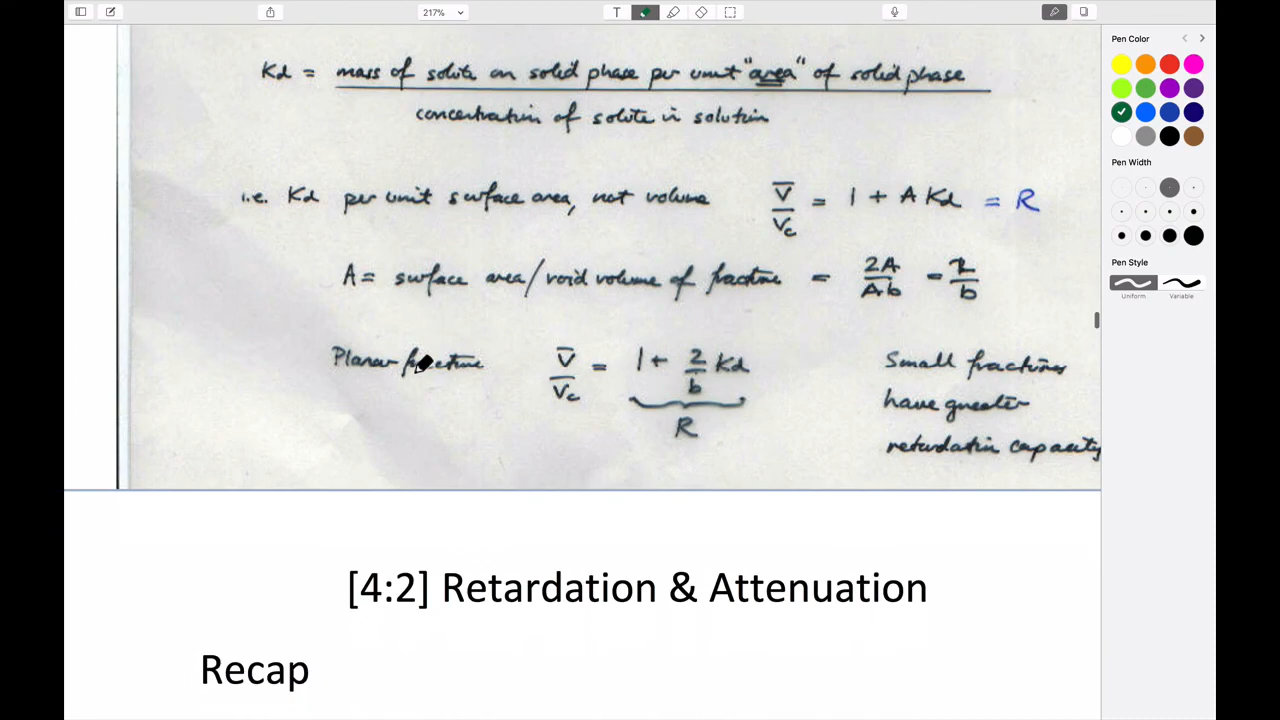 217%
T
Pen Color
Kd = mass of solute on solid phase per unit "area" of solid phase
concentration of solute in solution
i.e. Kd per unit surface area, not volume V̄/Vc = 1 + A Kd = R
Pen Width
A = surface area/void volume of fracture = 2A/Ab = 2/b
Pen Style
Uniform Variable
Planar fracture V̄/Vc = 1 + 2/b Kd
R
Small fractures
have greater
retardation capacity
[4:2] Retardation & Attenuation
Recap